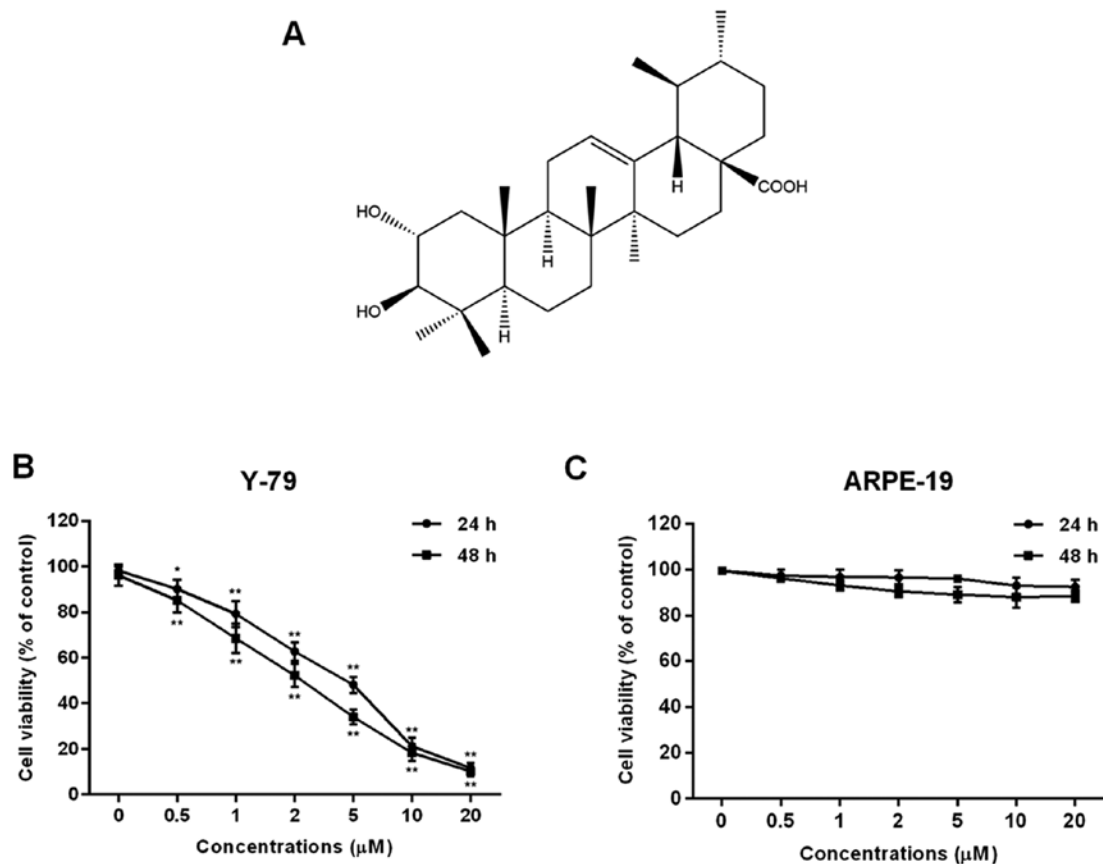 A
HO
HO
H
H
H
COOH
B
Y-79
Cell viability (% of control)
120
100
80
60
40
20
0
24 h
48 h
*
**
**
**
**
**
**
**
**
**
**
**
0
0.5
1
2
5
10
20
Concentrations (μM)
C
ARPE-19
Cell viability (% of control)
120
100
80
60
40
20
0
24 h
48 h
0
0.5
1
2
5
10
20
Concentrations (μM)